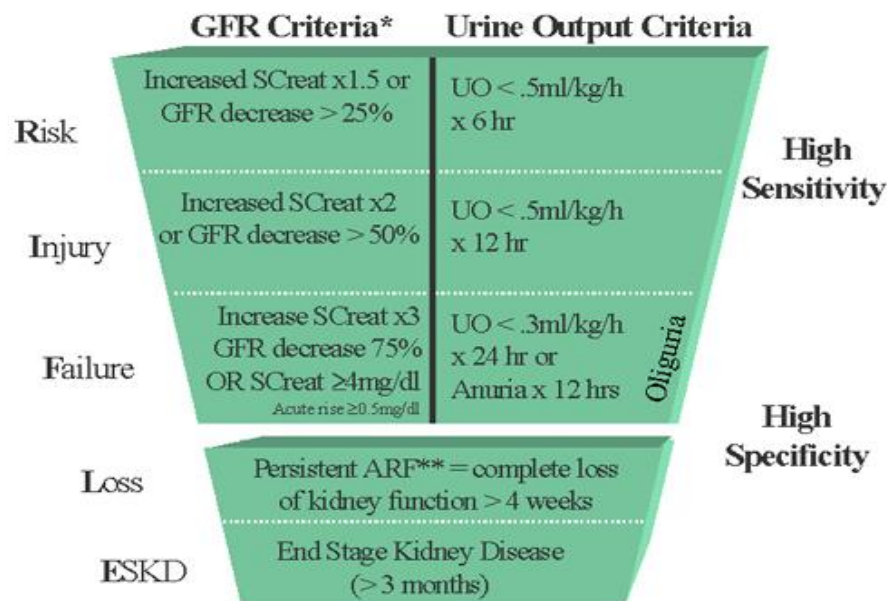 GFR Criteria*
Urine Output Criteria
Risk
Increased SCreat x1.5 or
GFR decrease > 25%
UO < .5ml/kg/h
x 6 hr
High
Sensitivity
Injury
Increased SCreat x2
or GFR decrease > 50%
UO < .5ml/kg/h
x 12 hr
Failure
Increase SCreat x3
GFR decrease 75%
OR SCreat ≥4mg/dl
Acute rise ≥0.5mg/dl
UO < .3ml/kg/h
x 24 hr or
Anuria x 12 hrs
Oliguria
High
Specificity
Loss
Persistent ARF** = complete loss
of kidney function > 4 weeks
ESKD
End Stage Kidney Disease
(> 3 months)